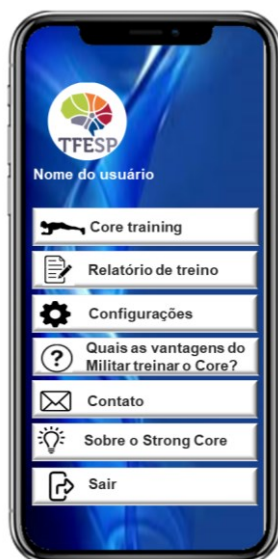 TFESP
Nome do usuário
Core training
Relatório de treino
Configurações
Quais as vantagens do
Militar treinar o Core?
Contato
Sobre o Strong Core
Sair